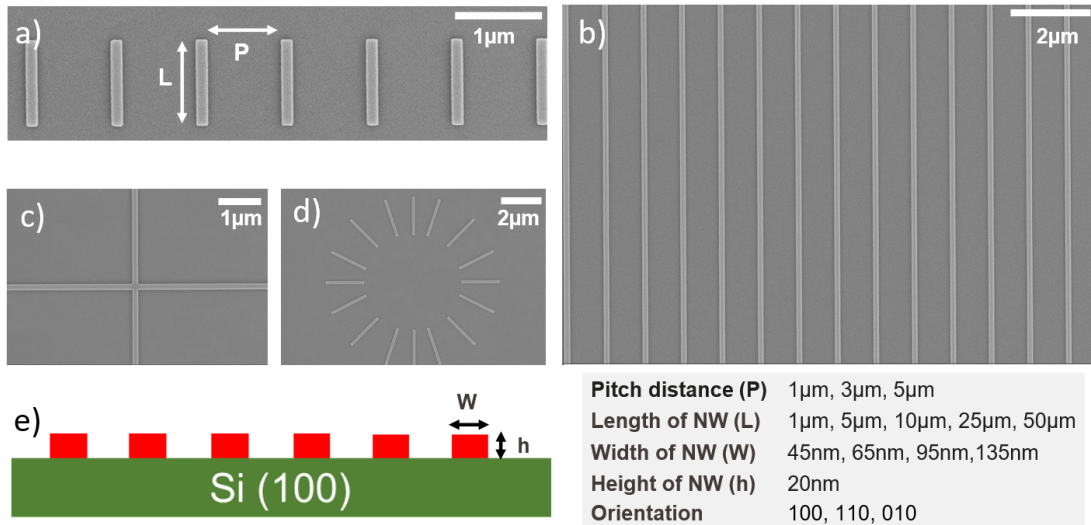 a)
1µm
P
L
b)
2µm
c)
1µm
d)
2µm
e)
W
h
Si (100)
Pitch distance (P) 1µm, 3µm, 5µm
Length of NW (L) 1µm, 5µm, 10µm, 25µm, 50µm
Width of NW (W) 45nm, 65nm, 95nm,135nm
Height of NW (h) 20nm
Orientation 100, 110, 010